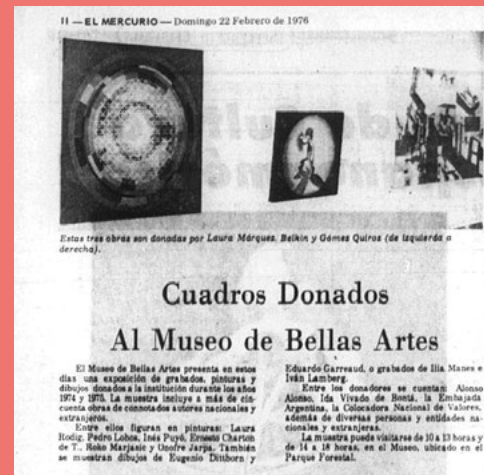 11 — EL MERCURIO — Domingo 22 Febrero de 1976
Estas tres obras son donadas por Laura Márques, Belkin y Gómes Quiroz (de izquierda a
derecha).
Cuadros Donados
Al Museo de Bellas Artes
El Museo de Bellas Artes presenta en estos
días una exposición de grabados, pinturas y
dibujos donados a la institución durante los años
1974 y 1975. La muestra incluye a más de cin-
cuenta obras de connotados autores nacionales y
extranjeros.
Entre ellos figuran en pinturas: Laura
Rodig, Pedro Lobos, Inés Puyó, Ernesto Charton
de T., Roko Marjanic y Onofre Jarpa. También
se muestran dibujos de Eugenio Dittborn y
Eduardo Garreaud, o grabados de Ilia Manes e
Iván Lamberg.
Entre los donadores se cuentan: Alonso
Alonso, Ida Vivado de Bontá, la Embajada
Argentina, la Colocadora Nacional de Valores,
además de diversas personas y entidades na-
cionales y extranjeras.
La muestra puede visitarse de 10 a 13 horas y
de 14 a 18 horas, en el Museo, ubicado en el
Parque Forestal.